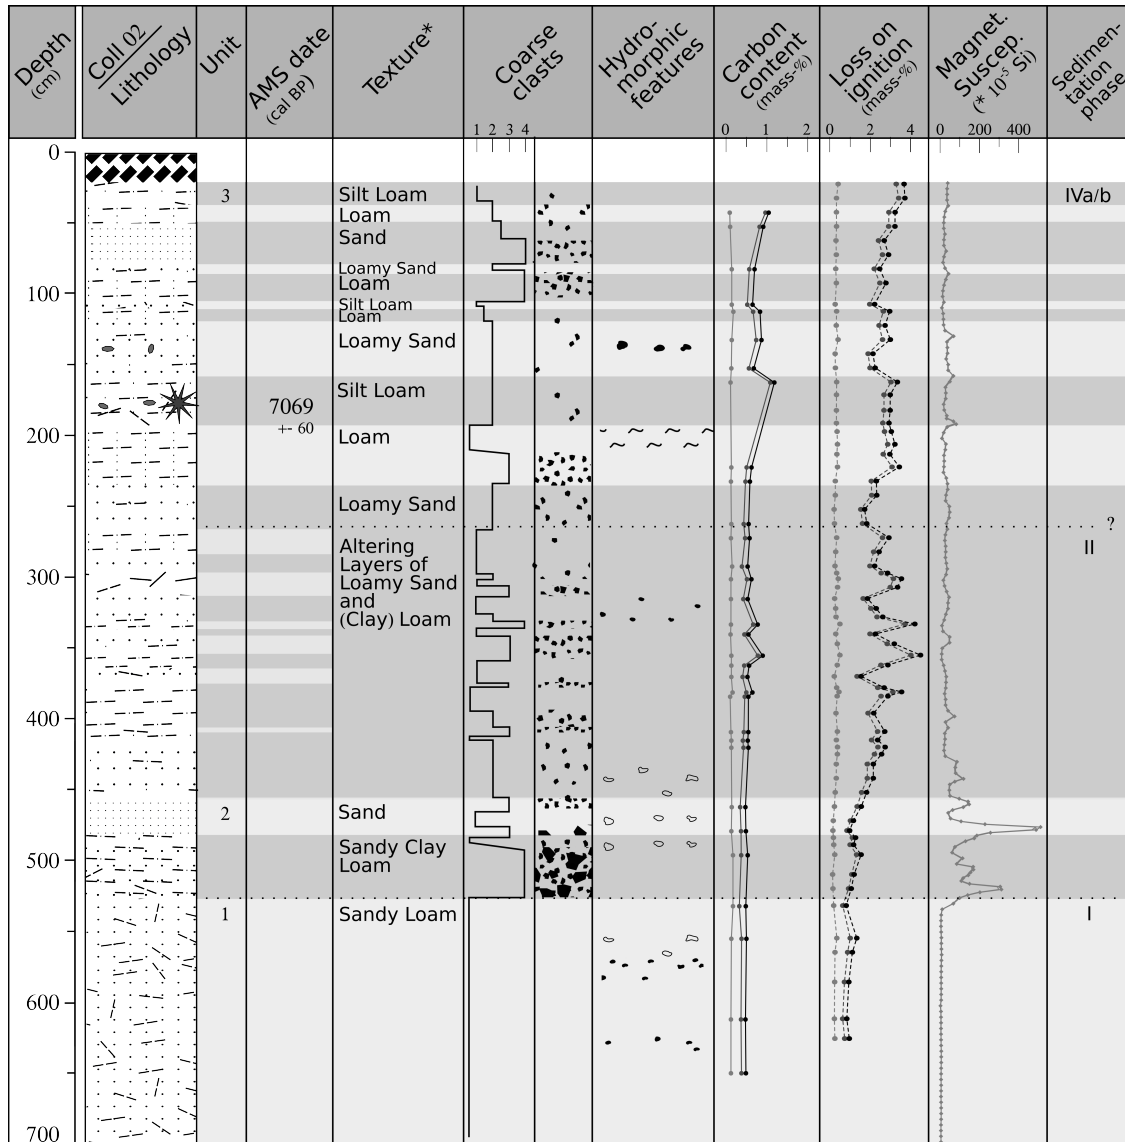 Depth
(cm)
Coll 02
Lithology
Unit
AMS date
(cal BP)
Texture*
Coarse
clasts
Hydro-
morphic
features
Carbon
content
(mass-%)
Loss on
ignition
(mass-%)
Magnet.
Suscep.
(* 10⁻⁵ Si)
Sedimen-
tation
phase
1 2 3 4
0 1 2
0 2 4
0 200 400
0
3
Silt Loam
IVa/b
Loam
Sand
Loamy Sand
Loam
100
Silt Loam
Loam
Loamy Sand
Silt Loam
7069
+- 60
200
Loam
Loamy Sand
?
Altering
Layers of
Loamy Sand
and
(Clay) Loam
II
300
400
2
Sand
500
Sandy Clay
Loam
1
Sandy Loam
I
600
700